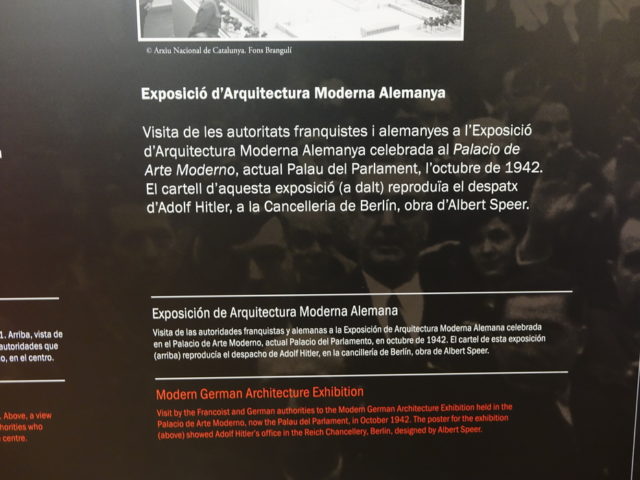 © Arxiu Nacional de Catalunya. Fons Brangulí
Exposició d'Arquitectura Moderna Alemanya
Visita de les autoritats franquistes i alemanyes a l'Exposició
d'Arquitectura Moderna Alemanya celebrada al Palacio de
Arte Moderno, actual Palau del Parlament, l'octubre de 1942.
El cartell d'aquesta exposició (a dalt) reproduïa el despatx
d'Adolf Hitler, a la Cancelleria de Berlín, obra d'Albert Speer.
1. Arriba, vista de
autoridades que
o, en el centro.
Exposición de Arquitectura Moderna Alemana
Visita de las autoridades franquistas y alemanas a la Exposición de Arquitectura Moderna Alemana celebrada
en el Palacio de Arte Moderno, actual Palau del Parlamento, en octubre de 1942. El cartel de esta exposición
(arriba) reproducía el despacho de Adolf Hitler, en la cancillería de Berlín, obra de Albert Speer.
. Above, a view
horities who
centre.
Modern German Architecture Exhibition
Visit by the Francoist and German authorities to the Modern German Architecture Exhibition held in the
Palacio de Arte Moderno, now the Palau del Parlament, in October 1942. The poster for the exhibition
(above) showed Adolf Hitler's office in the Reich Chancellery, Berlin, designed by Albert Speer.